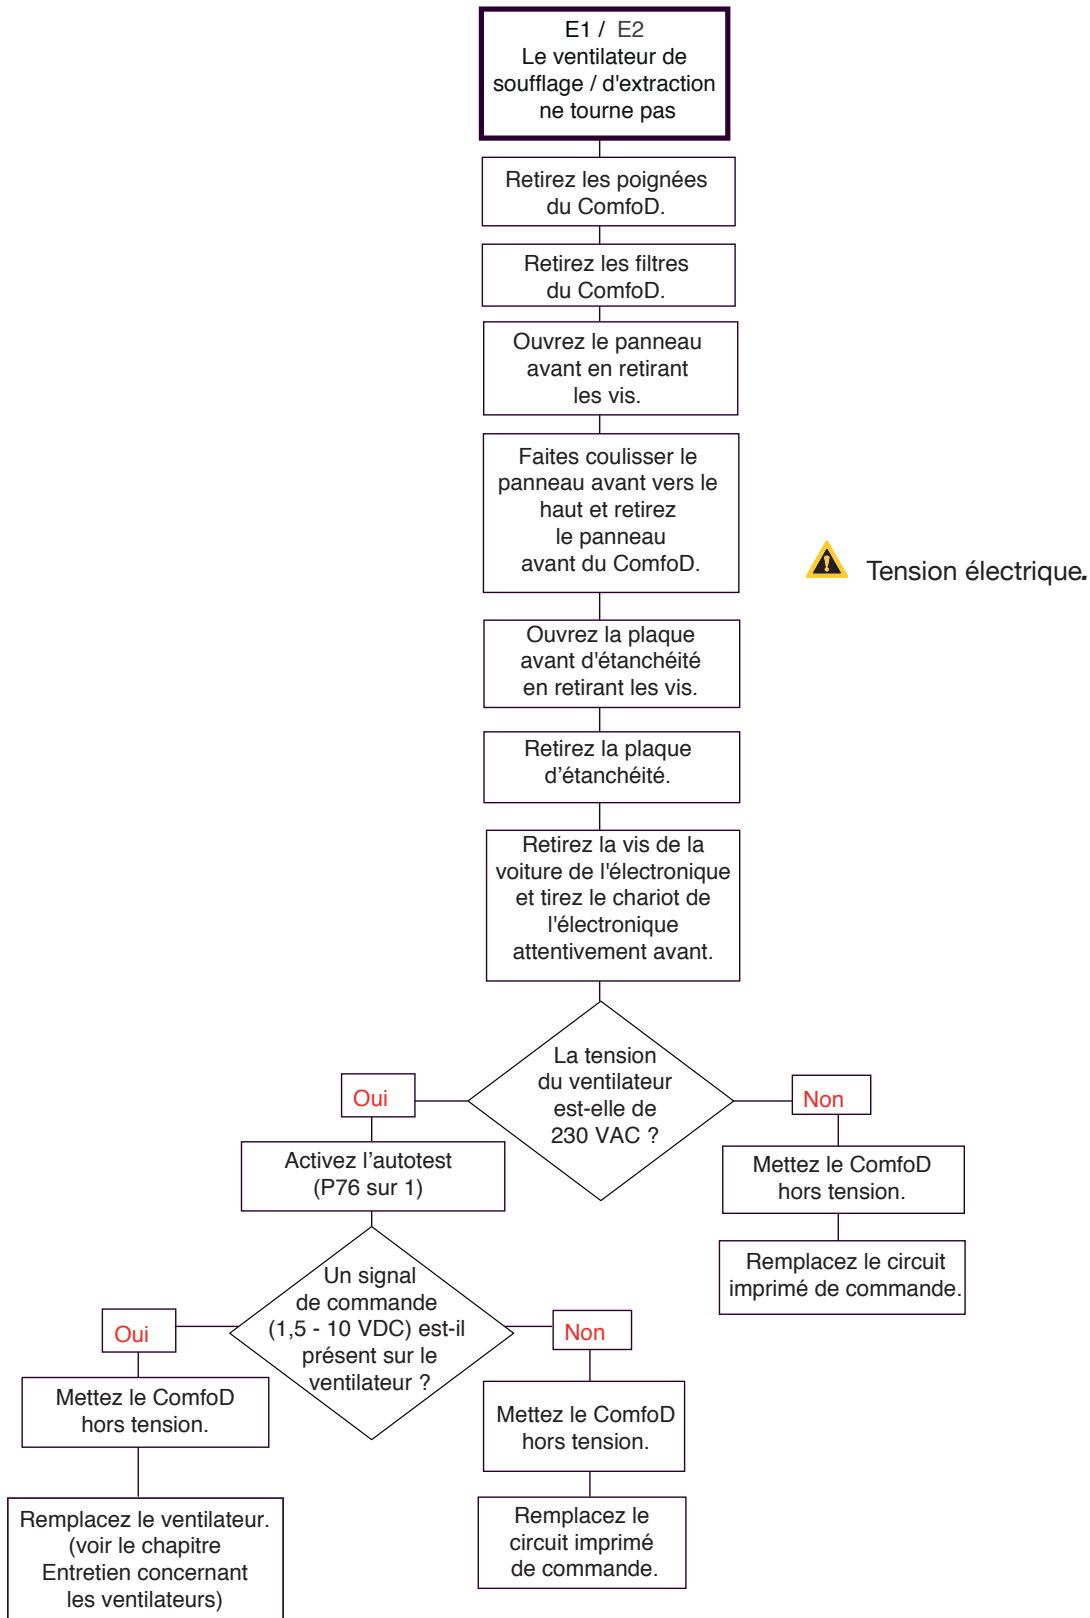 E1 / E2
Le ventilateur de
soufflage / d'extraction
ne tourne pas
Retirez les poignées
du ComfoD.
Retirez les filtres
du ComfoD.
Ouvrez le panneau
avant en retirant
les vis.
Faites coulisser le
panneau avant vers le
haut et retirez
le panneau
avant du ComfoD.
Tension électrique.
Ouvrez la plaque
avant d'étanchéité
en retirant les vis.
Retirez la plaque
d’étanchéité.
Retirez la vis de la
voiture de l'électronique
et tirez le chariot de
l'électronique
attentivement avant.
La tension
du ventilateur
est-elle de
230 VAC ?
Oui
Non
Activez l’autotest
(P76 sur 1)
Mettez le ComfoD
hors tension.
Remplacez le circuit
imprimé de commande.
Un signal
de commande
(1,5 - 10 VDC) est-il
présent sur le
ventilateur ?
Oui
Non
Mettez le ComfoD
hors tension.
Mettez le ComfoD
hors tension.
Remplacez le ventilateur.
(voir le chapitre
Entretien concernant
les ventilateurs)
Remplacez le
circuit imprimé
de commande.